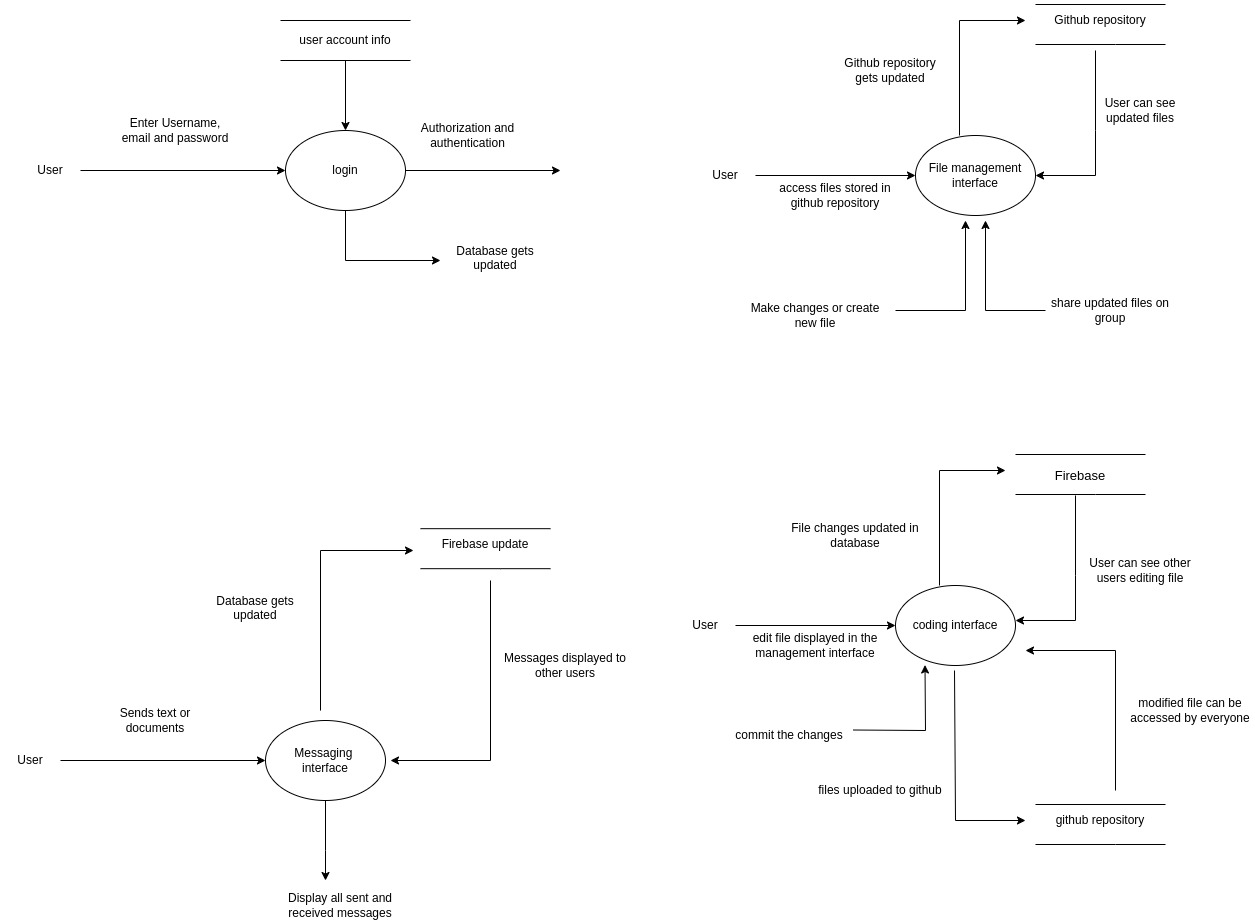 user account info
Enter Username,
email and password
Authorization and
authentication
User
login
Database gets
updated
Github repository
Github repository
gets updated
User can see
updated files
User
File management
interface
access files stored in
github repository
Make changes or create
new file
share updated files on
group
Firebase update
Database gets
updated
Messages displayed to
other users
Sends text or
documents
User
Messaging
interface
Display all sent and
received messages
Firebase
File changes updated in
database
User can see other
users editing file
User
coding interface
edit file displayed in the
management interface
modified file can be
accessed by everyone
commit the changes
files uploaded to github
github repository